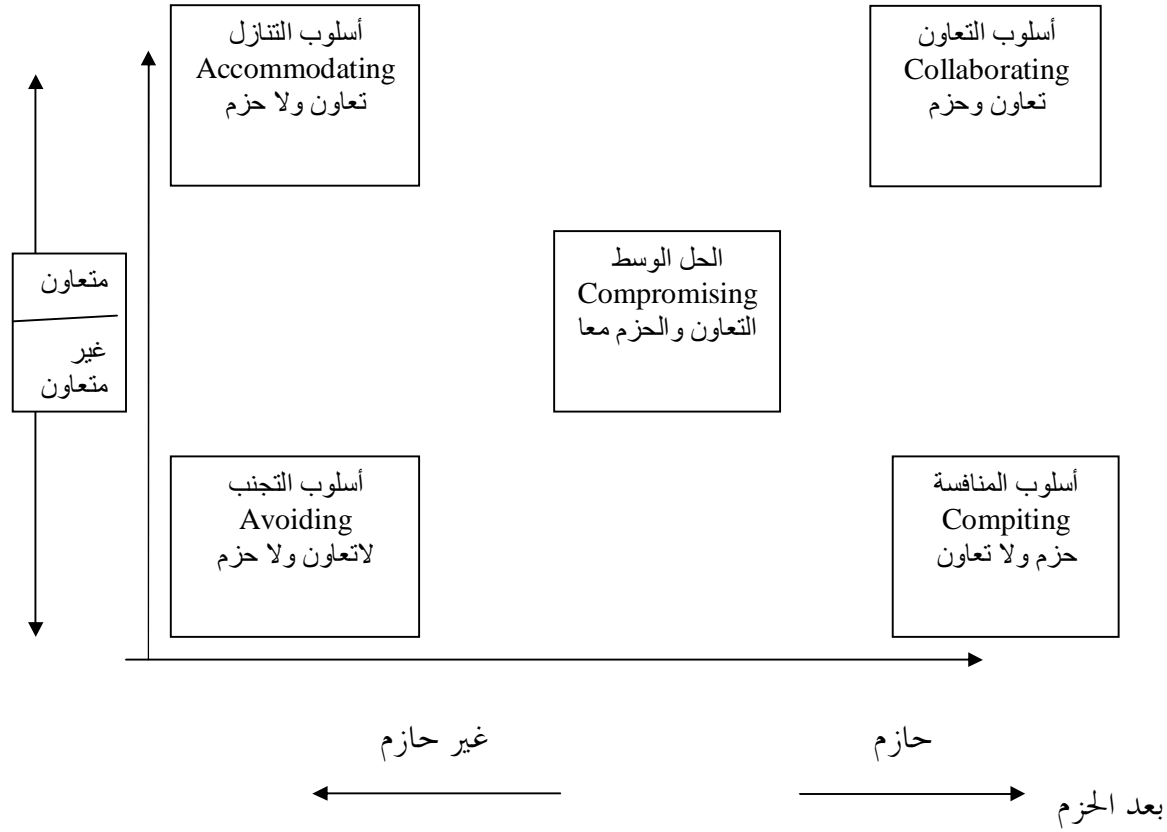 أسلوب التعاون
Collaborating
تعاون وحزم
أسلوب التنازل
Accommodating
تعاون ولا حزم
الحل الوسط
Compromising
التعاون والحزم معا
متعاون
غير
متعاون
أسلوب المنافسة
Compiting
حزم ولا تعاون
أسلوب التجنب
Avoiding
لاتعاون ولا حزم
حازم
غير حازم
بعد الحزم